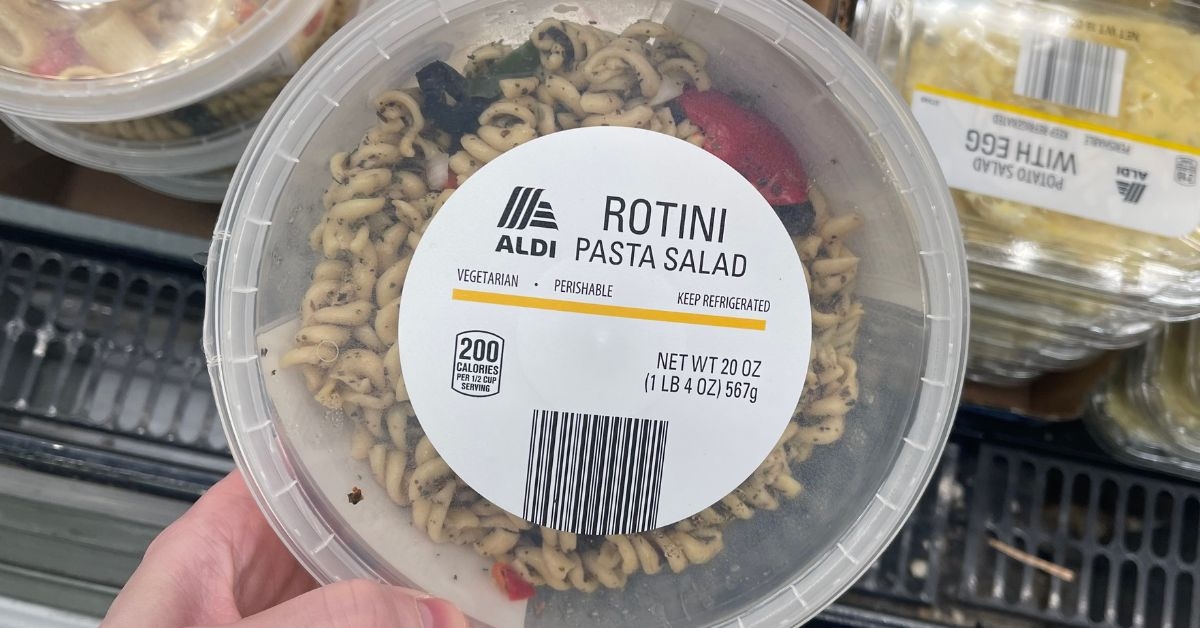 ROTINI
ALDI PASTA SALAD
VEGETARIAN • PERISHABLE KEEP REFRIGERATED
200
CALORIES
PER 1/2 CUP
SERVING
NET WT 20 OZ
(1 LB 4 OZ) 567g
POTATO SALAD
WITH EGG
ALDI
PERISHABLE
KEEP REFRIGERATED